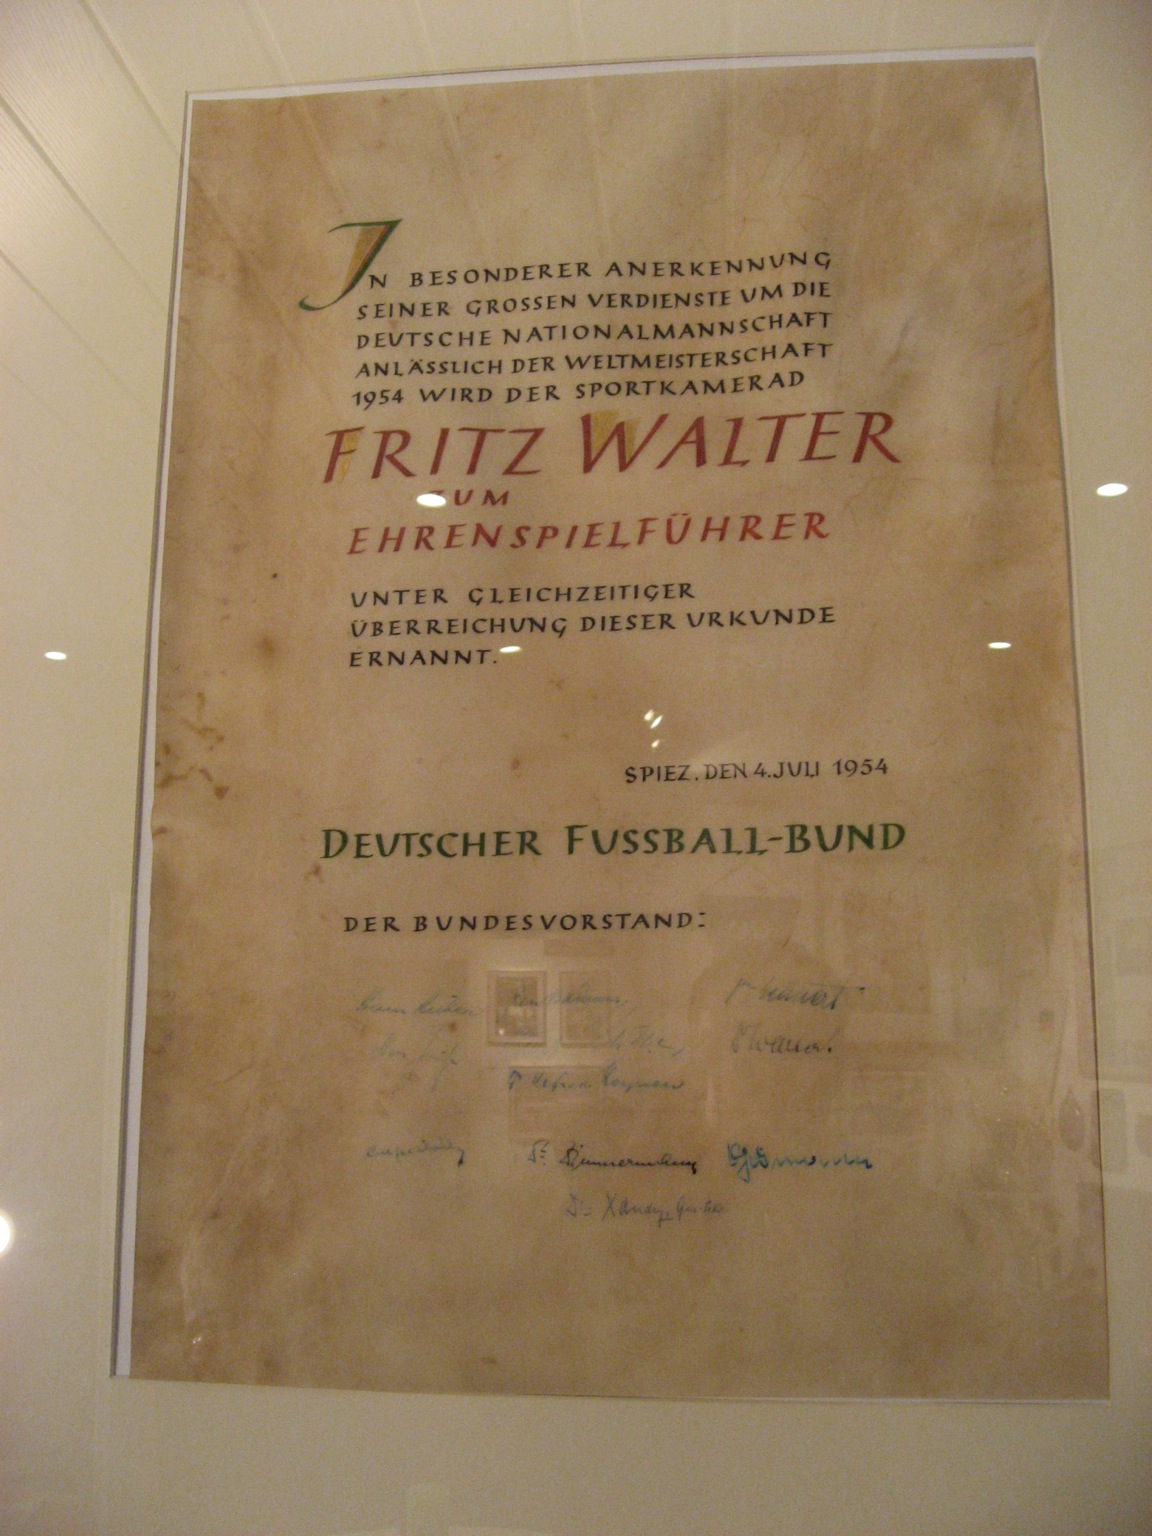 IN BESONDERER ANERKENNUNG
SEINER GROSSEN VERDIENSTE UM DIE
DEUTSCHE NATIONALMANNSCHAFT
ANLÄSSLICH DER WELTMEISTERSCHAFT
1954 WIRD DER SPORTKAMERAD
FRITZ WALTER
ZUM
EHRENSPIELFÜHRER
UNTER GLEICHZEITIGER
ÜBERREICHUNG DIESER URKUNDE
ERNANNT.
SPIEZ, DEN 4. JULI 1954
DEUTSCHER FUSSBALL-BUND
DER BUNDESVORSTAND: